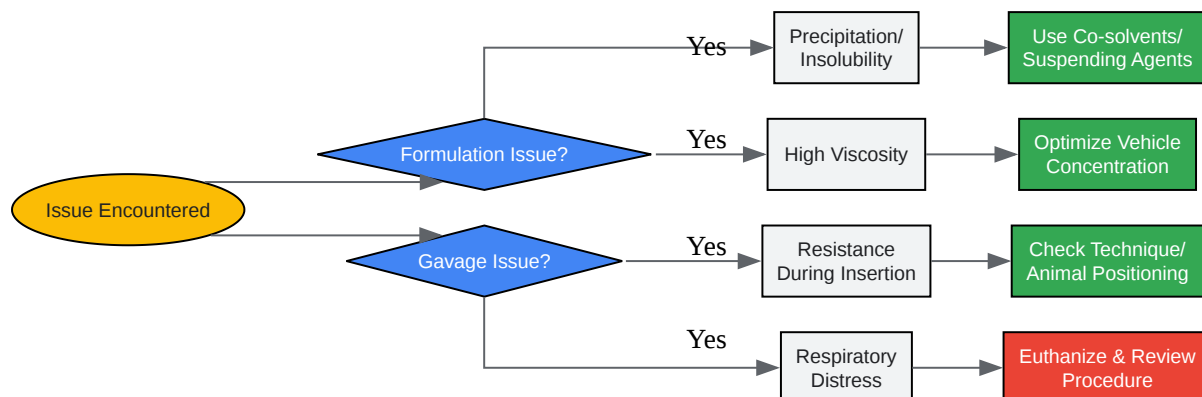 Yes
Precipitation/
Insolubility
Use Co-solvents/
Suspending Agents
Formulation Issue?
Yes
High Viscosity
Optimize Vehicle
Concentration
Issue Encountered
Gavage Issue?
Yes
Resistance
During Insertion
Check Technique/
Animal Positioning
Yes
Respiratory
Distress
Euthanize & Review
Procedure